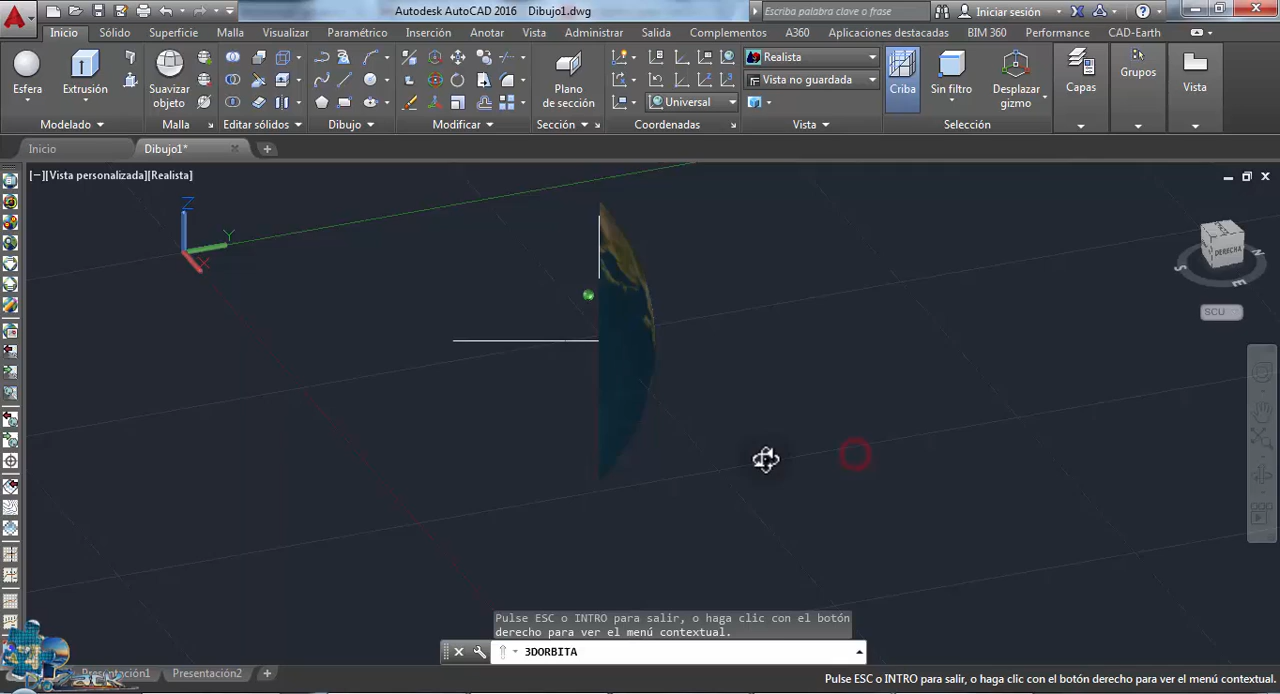 Autodesk AutoCAD 2016 Dibujo1.dwg
Escriba palabra clave o frase
Iniciar sesión
Inicio Sólido Superficie Malla Visualizar Paramétrico Inserción Anotar Vista Administrar Salida Complementos A360 Aplicaciones destacadas BIM 360 Performance CAD-Earth
Realista
Vista no guardada
Universal
Esfera
Extrusión
Suavizar
objeto
Plano
de sección
Criba
Sin filtro
Desplazar
gizmo
Capas
Grupos
Vista
Modelado Malla Editar sólidos Dibujo Modificar Sección Coordenadas Vista Selección
Inicio Dibujo1*
[−][Vista personalizada][Realista]
Z
Y
X
DERECHA
S
N
E
SCU
Pulse ESC o INTRO para salir, o haga clic con el botón
derecho para ver el menú contextual.
3DORBITA
Presentación1 Presentación2
Pulse ESC o INTRO para salir, o haga clic con el botón derecho para ver el menú contextual.